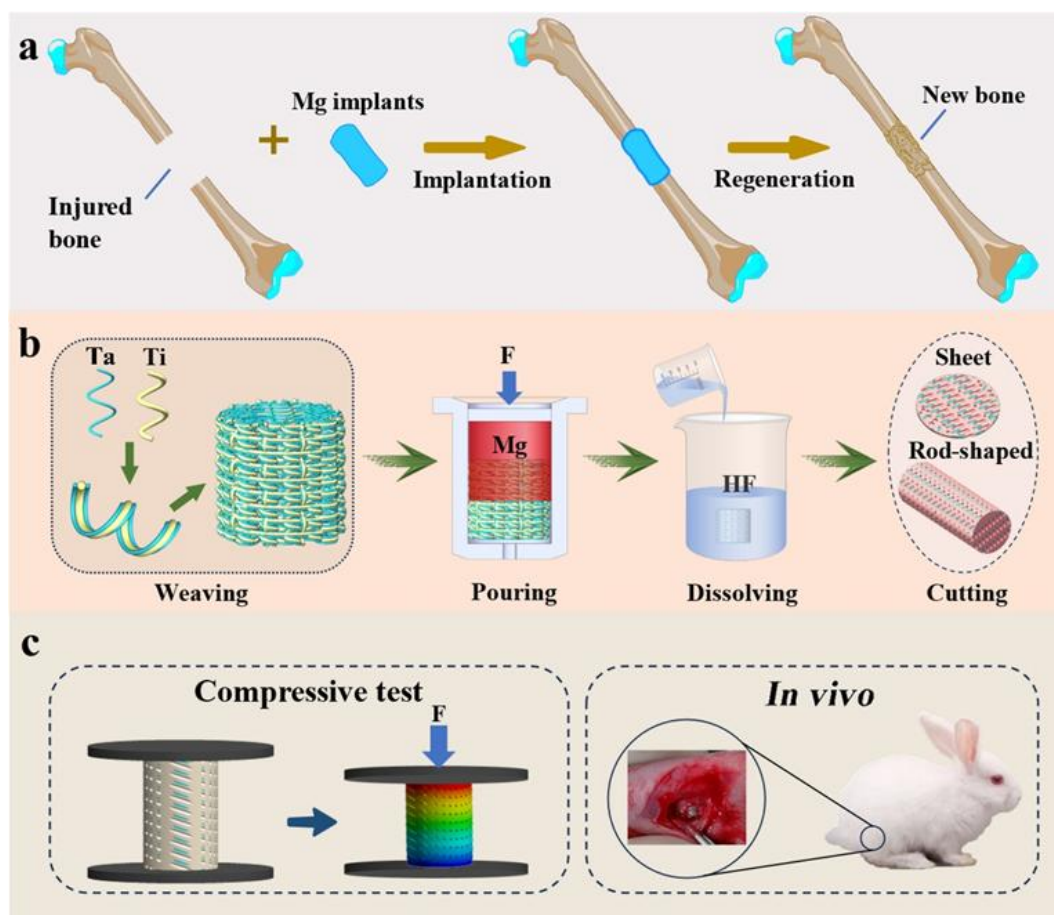 a
Mg implants
New bone
Implantation
Regeneration
Injured
bone
b
Ta Ti
F
Sheet
Mg
Rod-shaped
HF
Weaving
Pouring
Dissolving
Cutting
c
Compressive test
In vivo
F